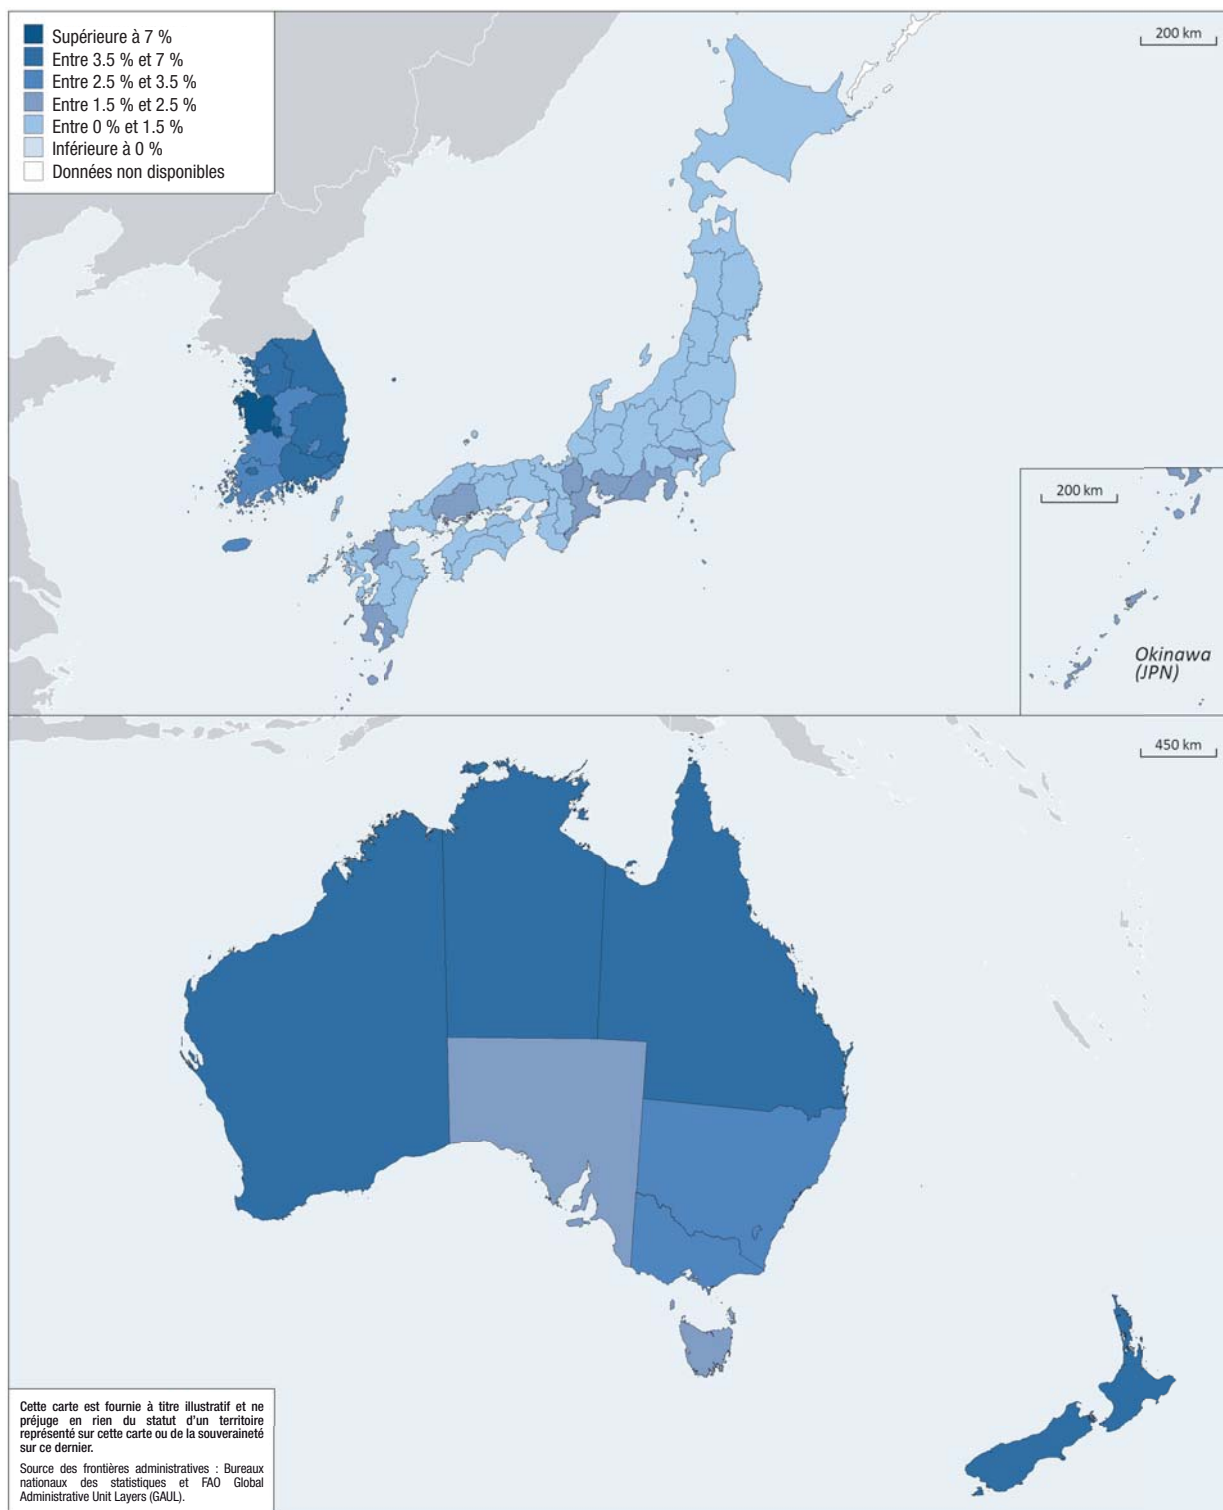 Supérieure à 7 %
Entre 3.5 % et 7 %
Entre 2.5 % et 3.5 %
Entre 1.5 % et 2.5 %
Entre 0 % et 1.5 %
Inférieure à 0 %
Données non disponibles
200 km
200 km
Okinawa
(JPN)
450 km
Cette carte est fournie à titre illustratif et ne
préjuge en rien du statut d'un territoire
représenté sur cette carte ou de la souveraineté
sur ce dernier.
Source des frontières administratives : Bureaux
nationaux des statistiques et FAO Global
Administrative Unit Layers (GAUL).